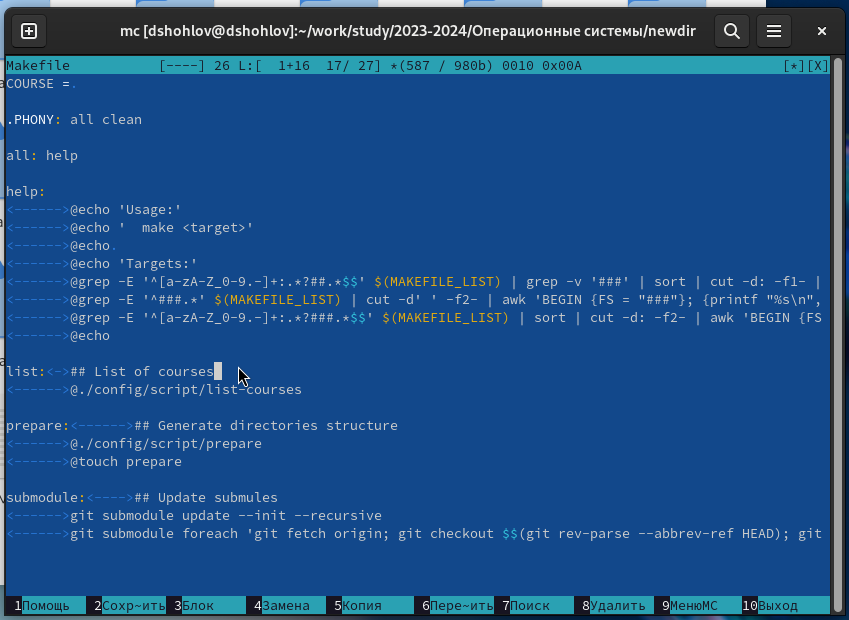 mc [dshohlov@dshohlov]:~/work/study/2023-2024/Операционные системы/newdir
Makefile [----] 26 L:[ 1+16 17/ 27] *(587 / 980b) 0010 0x00A [*][X]
COURSE =.
.PHONY: all clean
all: help
help:
<------>@echo 'Usage:'
<------>@echo '  make <target>'
<------>@echo.
<------>@echo 'Targets:'
<------>@grep -E '^[a-zA-Z_0-9.-]+:.*?##.*$$' $(MAKEFILE_LIST) | grep -v '###' | sort | cut -d: -f1- |
<------>@grep -E '^###.*' $(MAKEFILE_LIST) | cut -d' ' -f2- | awk 'BEGIN {FS = "###"}; {printf "%s\n",
<------>@grep -E '^[a-zA-Z_0-9.-]+:.*?###.*$$' $(MAKEFILE_LIST) | sort | cut -d: -f2- | awk 'BEGIN {FS
<------>@echo
list:<->## List of courses
<------>@./config/script/list-courses
prepare:<------>## Generate directories structure
<------>@./config/script/prepare
<------>@touch prepare
submodule:<---->## Update submules
<------>git submodule update --init --recursive
<------>git submodule foreach 'git fetch origin; git checkout $$(git rev-parse --abbrev-ref HEAD); git
1Помощь 2Сохр~ить 3Блок 4Замена 5Копия 6Пере~ить 7Поиск 8Удалить 9МенюMC 10Выход